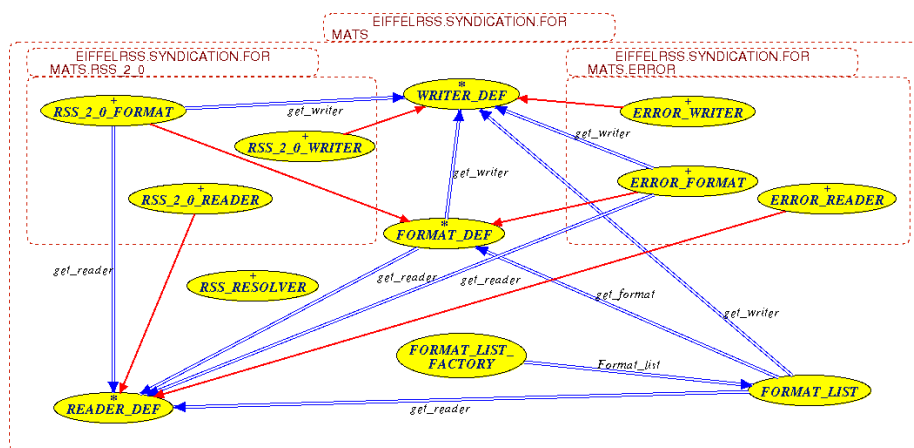 EIFFELRSS.SYNDICATION.FOR
MATS
EIFFELRSS.SYNDICATION.FOR
MATS.RSS_2_0
EIFFELRSS.SYNDICATION.FOR
MATS.ERROR
+
RSS_2_0_FORMAT
get_writer
*
WRITER_DEF
+
ERROR_WRITER
get_writer
+
RSS_2_0_WRITER
get_writer
+
ERROR_FORMAT
+
RSS_2_0_READER
+
ERROR_READER
*
FORMAT_DEF
get_reader
get_reader
get_reader
+
RSS_RESOLVER
get_format
get_writer
FORMAT_LIST_
FACTORY
Format_list
FORMAT_LIST
*
READER_DEF
get_reader